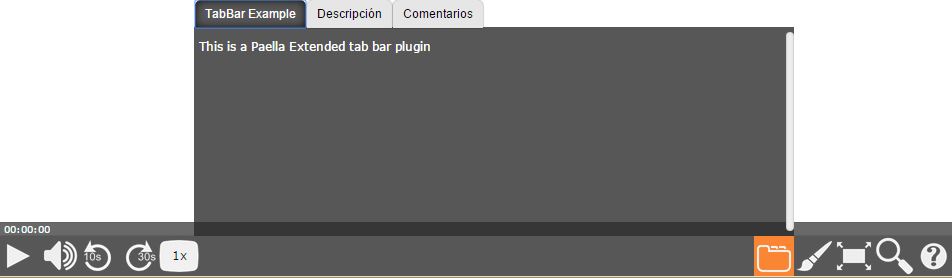 TabBar Example Descripción Comentarios
This is a Paella Extended tab bar plugin
00:00:00
10s 30s 1x ?